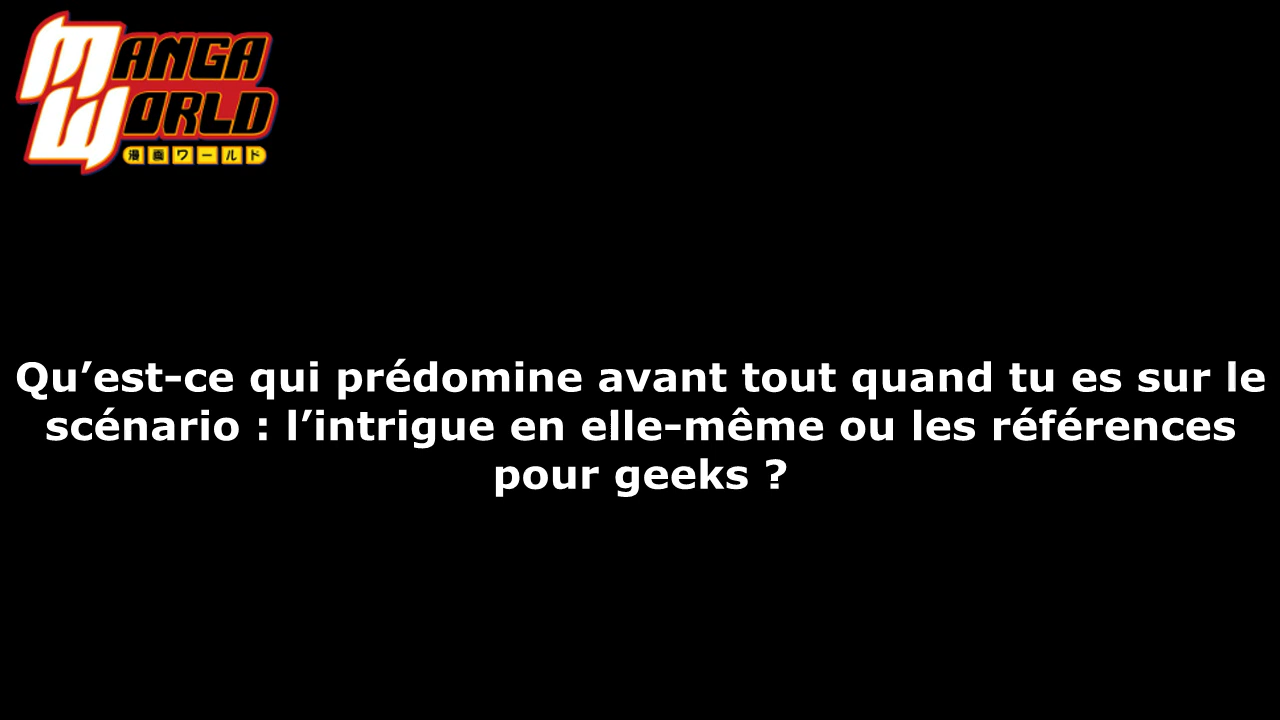 MANGA
WORLD
漫画ワールド
Qu’est-ce qui prédomine avant tout quand tu es sur le
scénario : l’intrigue en elle-même ou les références
pour geeks ?